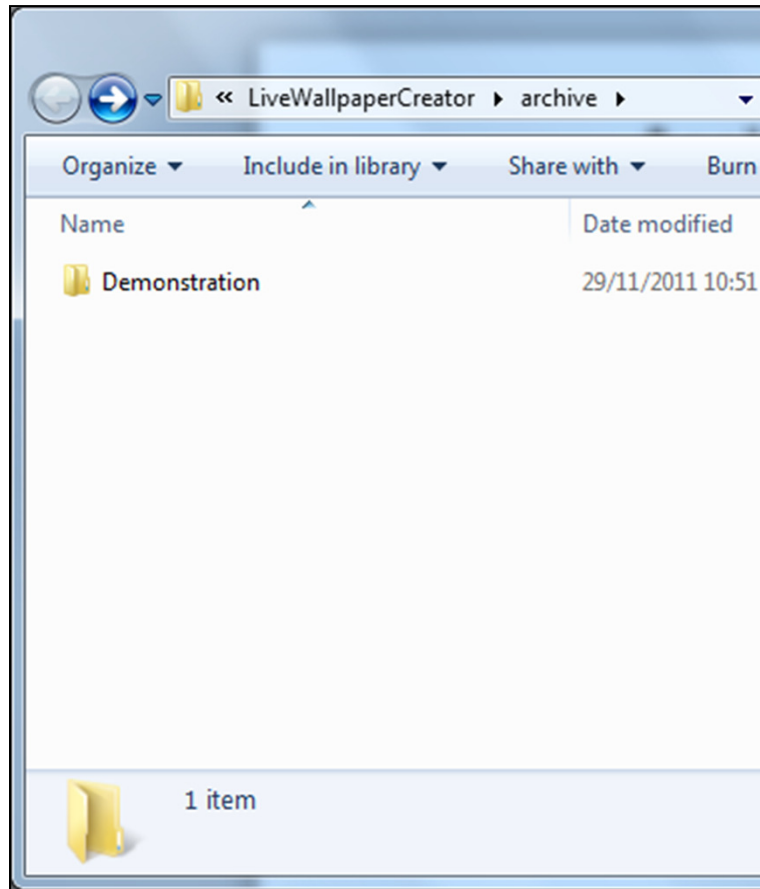 « LiveWallpaperCreator archive
Organize Include in library Share with Burn
Name Date modified
Demonstration 29/11/2011 10:51
1 item